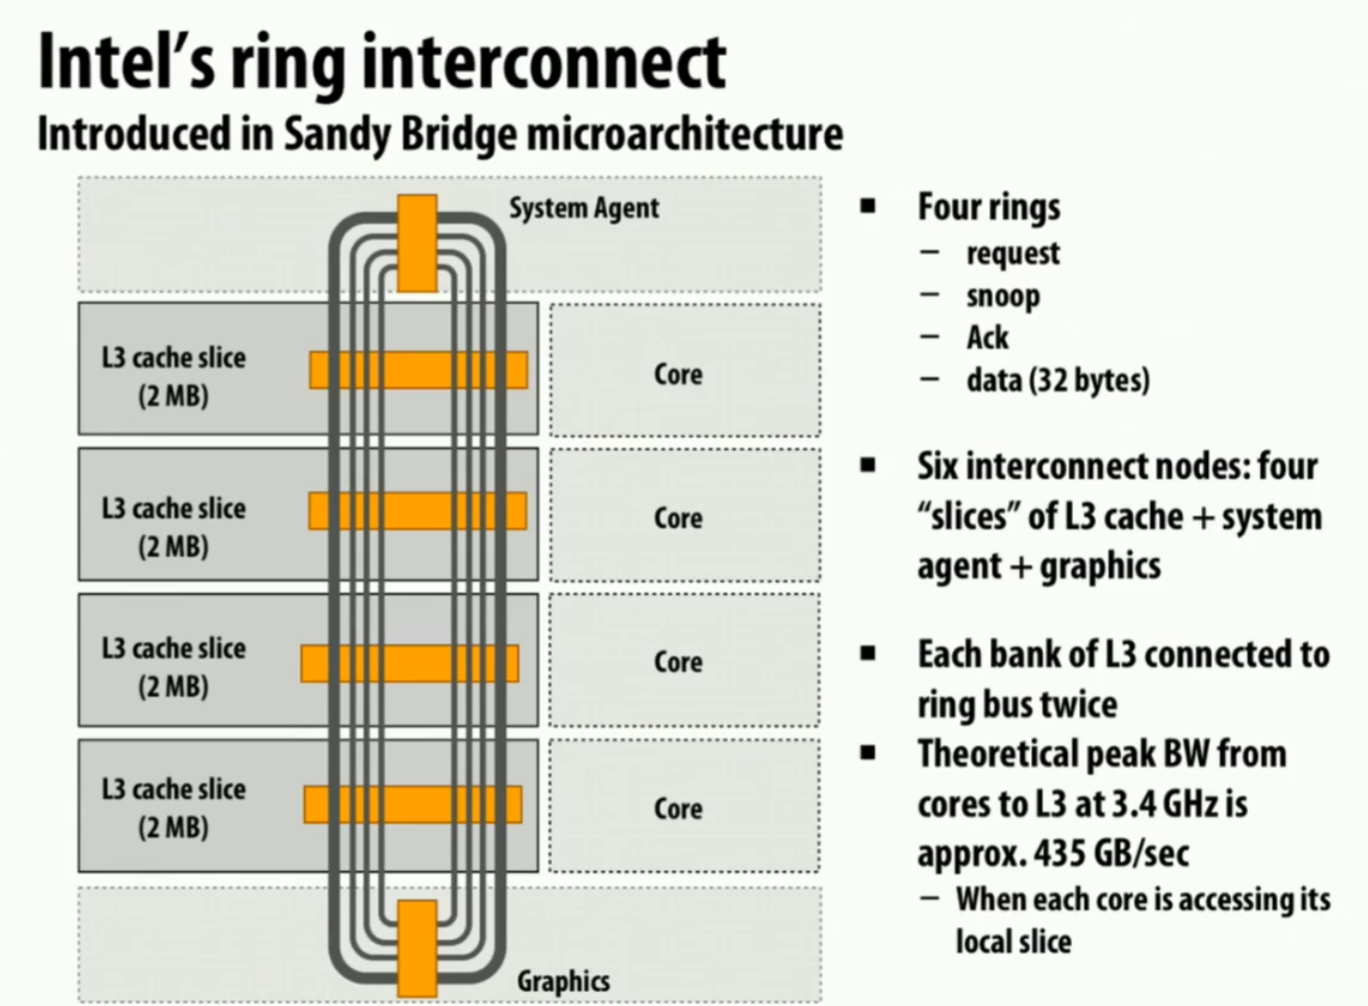 Intel's ring interconnect
Introduced in Sandy Bridge microarchitecture
System Agent
L3 cache slice
(2 MB)
Core
L3 cache slice
(2 MB)
Core
L3 cache slice
(2 MB)
Core
L3 cache slice
(2 MB)
Core
Graphics
▪ Four rings
– request
– snoop
– Ack
– data (32 bytes)
▪ Six interconnect nodes: four
“slices” of L3 cache + system
agent + graphics
▪ Each bank of L3 connected to
ring bus twice
▪ Theoretical peak BW from
cores to L3 at 3.4 GHz is
approx. 435 GB/sec
– When each core is accessing its
local slice